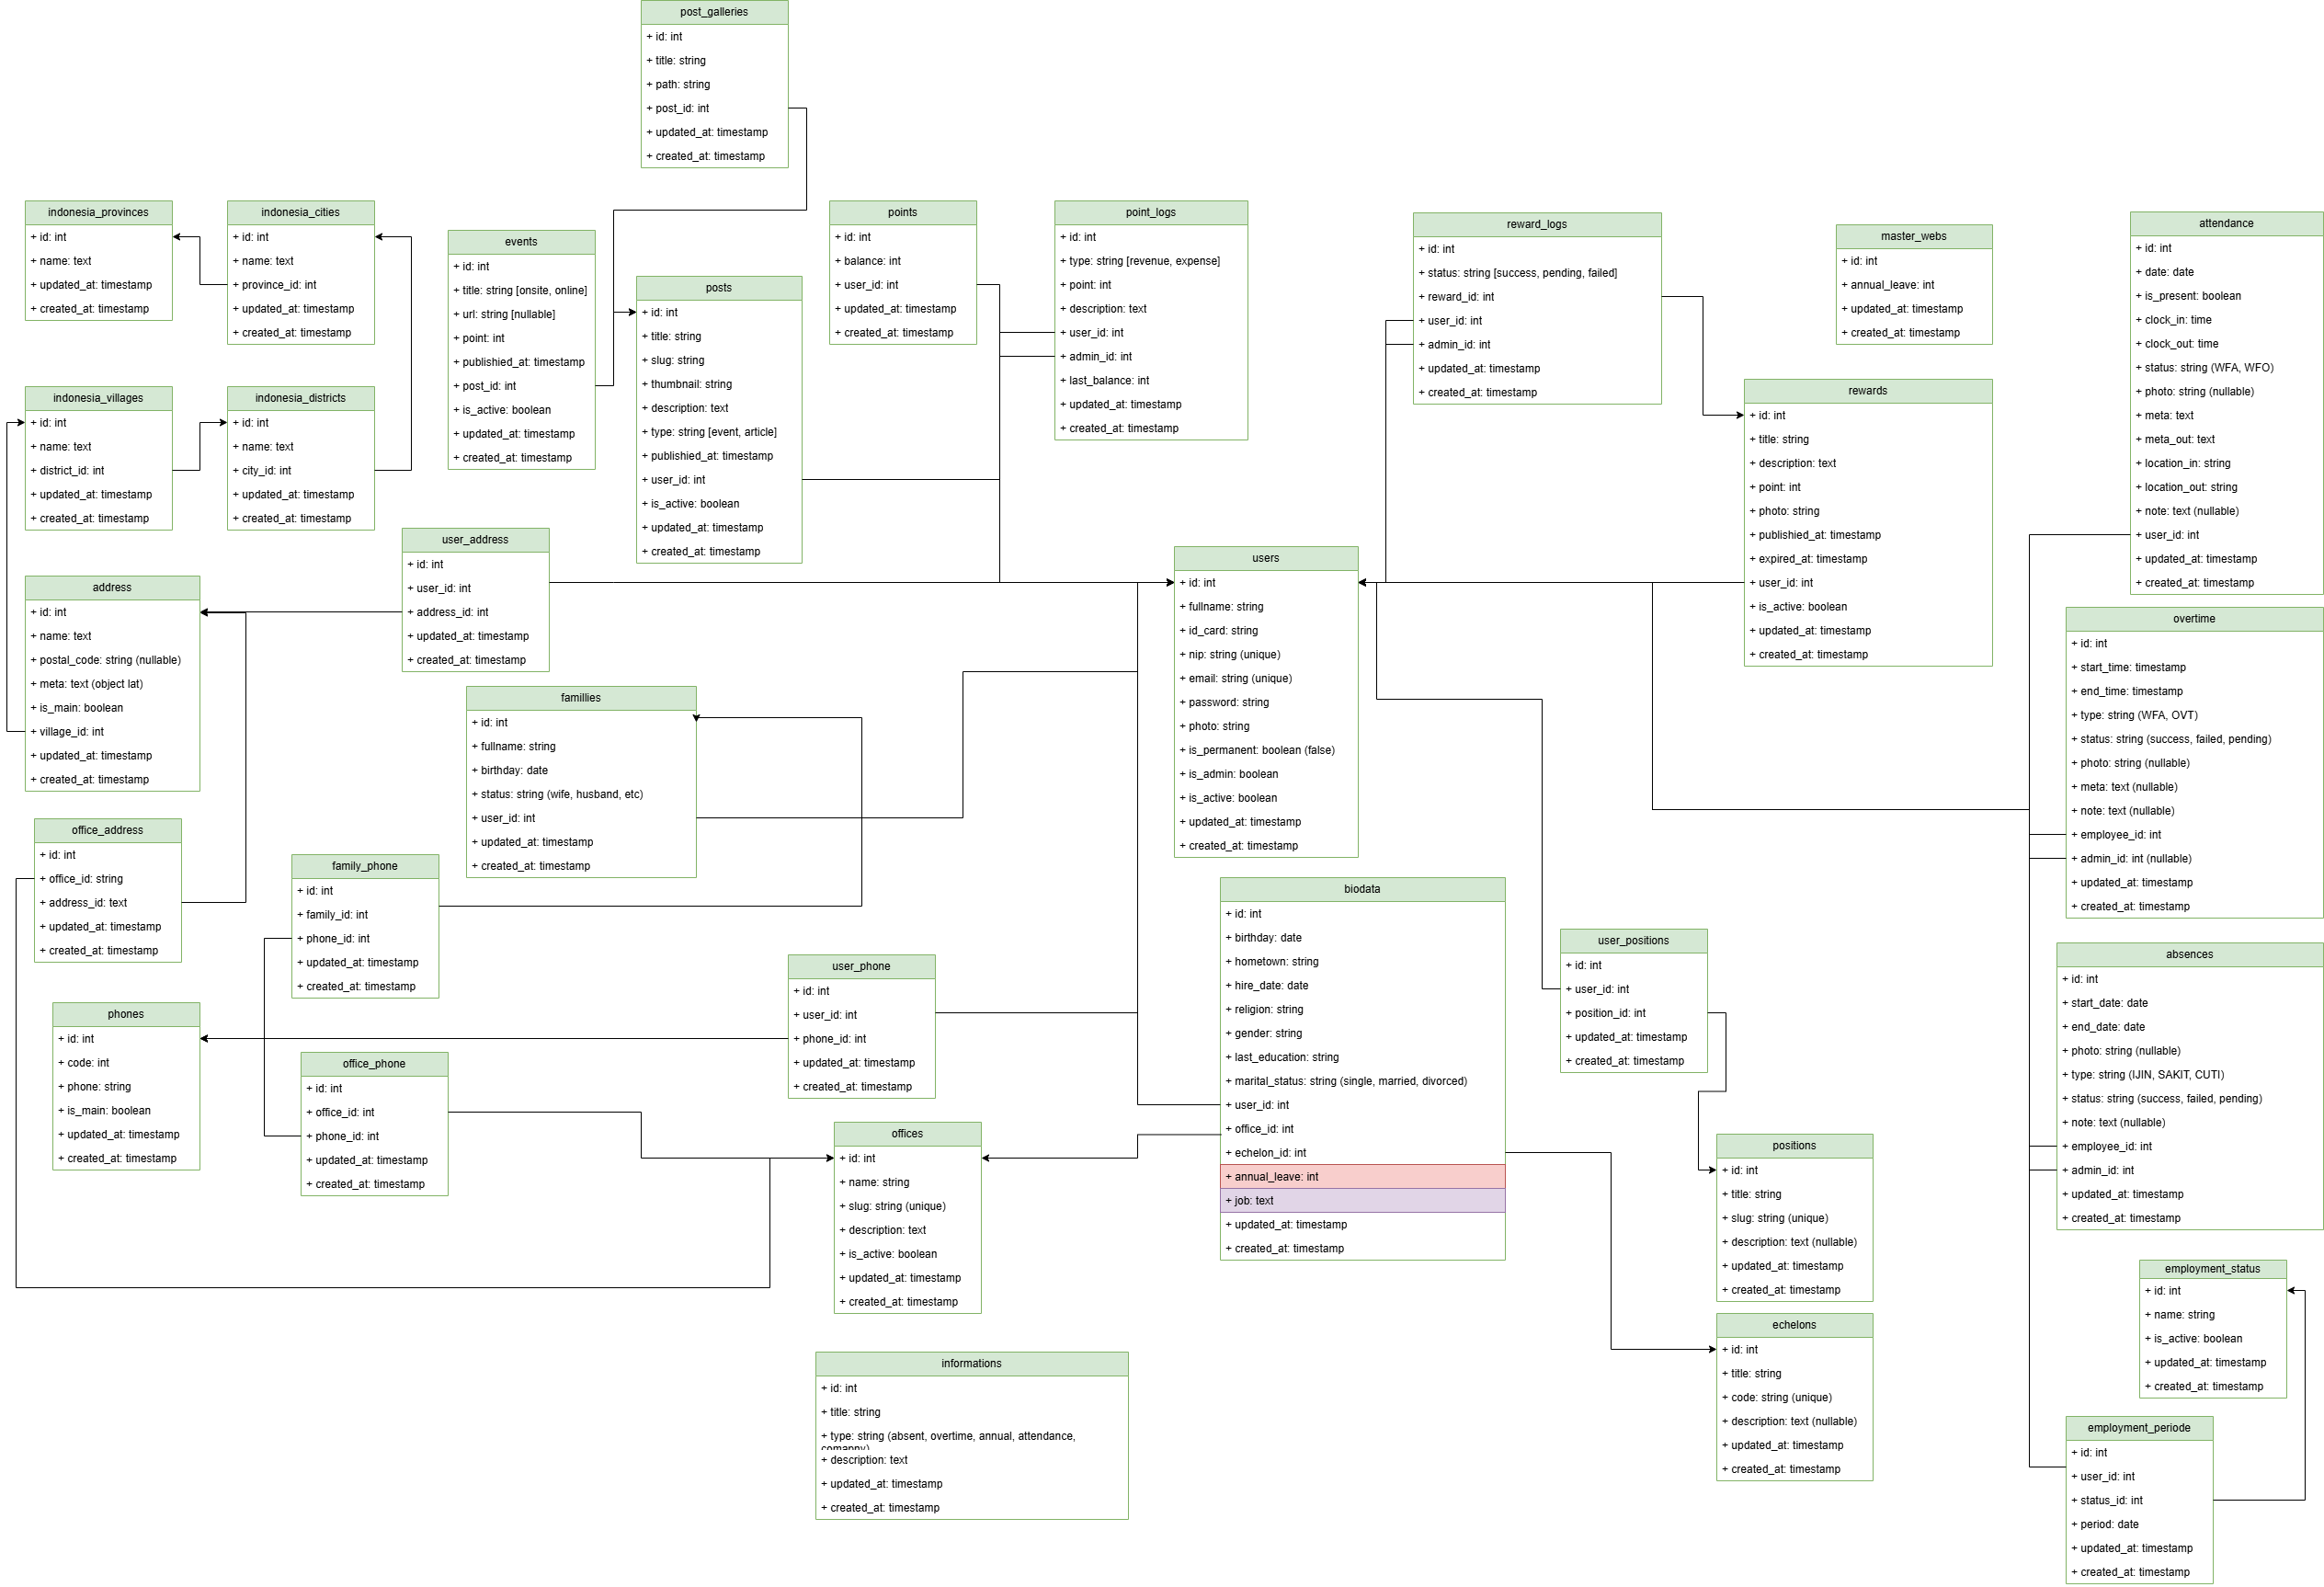 post_galleries
+ id: int
+ title: string
+ path: string
+ post_id: int
+ updated_at: timestamp
+ created_at: timestamp
indonesia_provinces
+ id: int
+ name: text
+ updated_at: timestamp
+ created_at: timestamp
indonesia_cities
+ id: int
+ name: text
+ province_id: int
+ updated_at: timestamp
+ created_at: timestamp
events
+ id: int
+ title: string [onsite, online]
+ url: string [nullable]
+ point: int
+ publishied_at: timestamp
+ post_id: int
+ is_active: boolean
+ updated_at: timestamp
+ created_at: timestamp
posts
+ id: int
+ title: string
+ slug: string
+ thumbnail: string
+ description: text
+ type: string [event, article]
+ publishied_at: timestamp
+ user_id: int
+ is_active: boolean
+ updated_at: timestamp
+ created_at: timestamp
points
+ id: int
+ balance: int
+ user_id: int
+ updated_at: timestamp
+ created_at: timestamp
point_logs
+ id: int
+ type: string [revenue, expense]
+ point: int
+ description: text
+ user_id: int
+ admin_id: int
+ last_balance: int
+ updated_at: timestamp
+ created_at: timestamp
reward_logs
+ id: int
+ status: string [success, pending, failed]
+ reward_id: int
+ user_id: int
+ admin_id: int
+ updated_at: timestamp
+ created_at: timestamp
master_webs
+ id: int
+ annual_leave: int
+ updated_at: timestamp
+ created_at: timestamp
attendance
+ id: int
+ date: date
+ is_present: boolean
+ clock_in: time
+ clock_out: time
+ status: string (WFA, WFO)
+ photo: string (nullable)
+ meta: text
+ meta_out: text
+ location_in: string
+ location_out: string
+ note: text (nullable)
+ user_id: int
+ updated_at: timestamp
+ created_at: timestamp
indonesia_villages
+ id: int
+ name: text
+ district_id: int
+ updated_at: timestamp
+ created_at: timestamp
indonesia_districts
+ id: int
+ name: text
+ city_id: int
+ updated_at: timestamp
+ created_at: timestamp
rewards
+ id: int
+ title: string
+ description: text
+ point: int
+ photo: string
+ publishied_at: timestamp
+ expired_at: timestamp
+ user_id: int
+ is_active: boolean
+ updated_at: timestamp
+ created_at: timestamp
user_address
+ id: int
+ user_id: int
+ address_id: int
+ updated_at: timestamp
+ created_at: timestamp
users
+ id: int
+ fullname: string
+ id_card: string
+ nip: string (unique)
+ email: string (unique)
+ password: string
+ photo: string
+ is_permanent: boolean (false)
+ is_admin: boolean
+ is_active: boolean
+ updated_at: timestamp
+ created_at: timestamp
address
+ id: int
+ name: text
+ postal_code: string (nullable)
+ meta: text (object lat)
+ is_main: boolean
+ village_id: int
+ updated_at: timestamp
+ created_at: timestamp
overtime
+ id: int
+ start_time: timestamp
+ end_time: timestamp
+ type: string (WFA, OVT)
+ status: string (success, failed, pending)
+ photo: string (nullable)
+ meta: text (nullable)
+ note: text (nullable)
+ employee_id: int
+ admin_id: int (nullable)
+ updated_at: timestamp
+ created_at: timestamp
famillies
+ id: int
+ fullname: string
+ birthday: date
+ status: string (wife, husband, etc)
+ user_id: int
+ updated_at: timestamp
+ created_at: timestamp
office_address
+ id: int
+ office_id: string
+ address_id: text
+ updated_at: timestamp
+ created_at: timestamp
family_phone
+ id: int
+ family_id: int
+ phone_id: int
+ updated_at: timestamp
+ created_at: timestamp
biodata
+ id: int
+ birthday: date
+ hometown: string
+ hire_date: date
+ religion: string
+ gender: string
+ last_education: string
+ marital_status: string (single, married, divorced)
+ user_id: int
+ office_id: int
+ echelon_id: int
+ annual_leave: int
+ job: text
+ updated_at: timestamp
+ created_at: timestamp
user_positions
+ id: int
+ user_id: int
+ position_id: int
+ updated_at: timestamp
+ created_at: timestamp
absences
+ id: int
+ start_date: date
+ end_date: date
+ photo: string (nullable)
+ type: string (IJIN, SAKIT, CUTI)
+ status: string (success, failed, pending)
+ note: text (nullable)
+ employee_id: int
+ admin_id: int
+ updated_at: timestamp
+ created_at: timestamp
user_phone
+ id: int
+ user_id: int
+ phone_id: int
+ updated_at: timestamp
+ created_at: timestamp
phones
+ id: int
+ code: int
+ phone: string
+ is_main: boolean
+ updated_at: timestamp
+ created_at: timestamp
office_phone
+ id: int
+ office_id: int
+ phone_id: int
+ updated_at: timestamp
+ created_at: timestamp
offices
+ id: int
+ name: string
+ slug: string (unique)
+ description: text
+ is_active: boolean
+ updated_at: timestamp
+ created_at: timestamp
positions
+ id: int
+ title: string
+ slug: string (unique)
+ description: text (nullable)
+ updated_at: timestamp
+ created_at: timestamp
employment_status
+ id: int
+ name: string
+ is_active: boolean
+ updated_at: timestamp
+ created_at: timestamp
echelons
+ id: int
+ title: string
+ code: string (unique)
+ description: text (nullable)
+ updated_at: timestamp
+ created_at: timestamp
informations
+ id: int
+ title: string
+ type: string (absent, overtime, annual, attendance,
comapny)
+ description: text
+ updated_at: timestamp
+ created_at: timestamp
employment_periode
+ id: int
+ user_id: int
+ status_id: int
+ period: date
+ updated_at: timestamp
+ created_at: timestamp